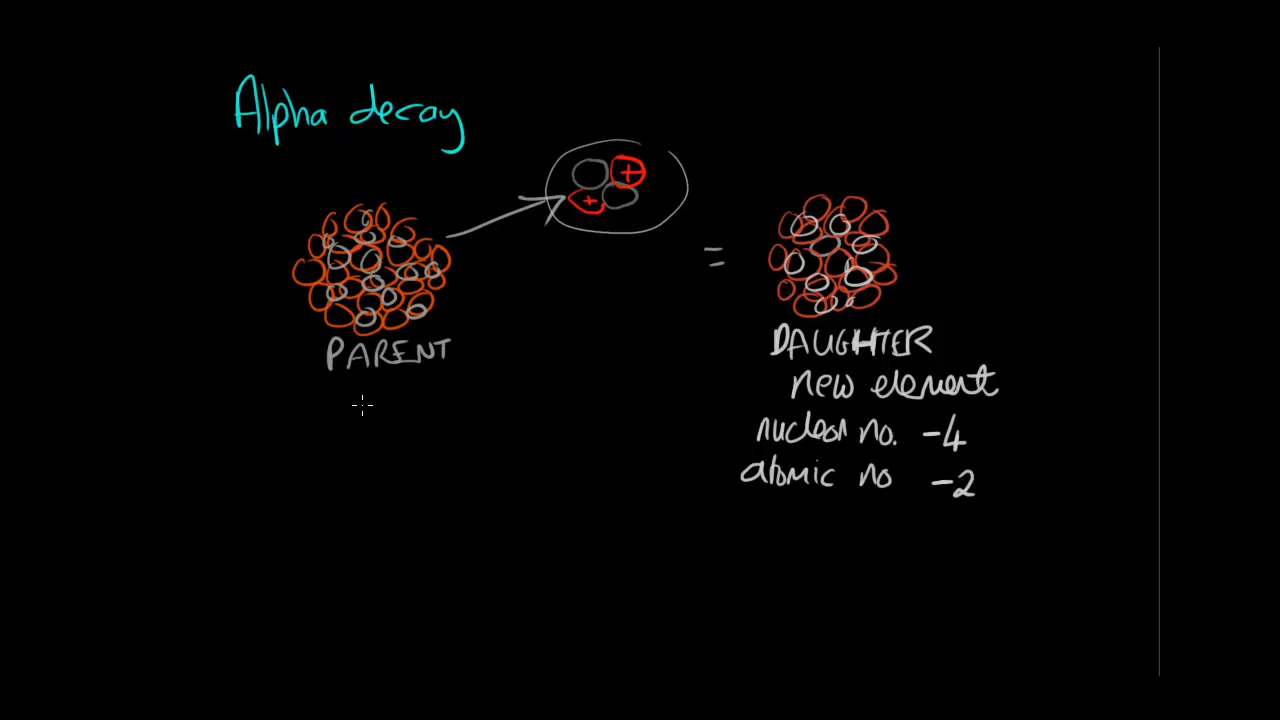 Alpha decay
+
+
=
PARENT
DAUGHTER
new element
nucleon no. -4
atomic no -2